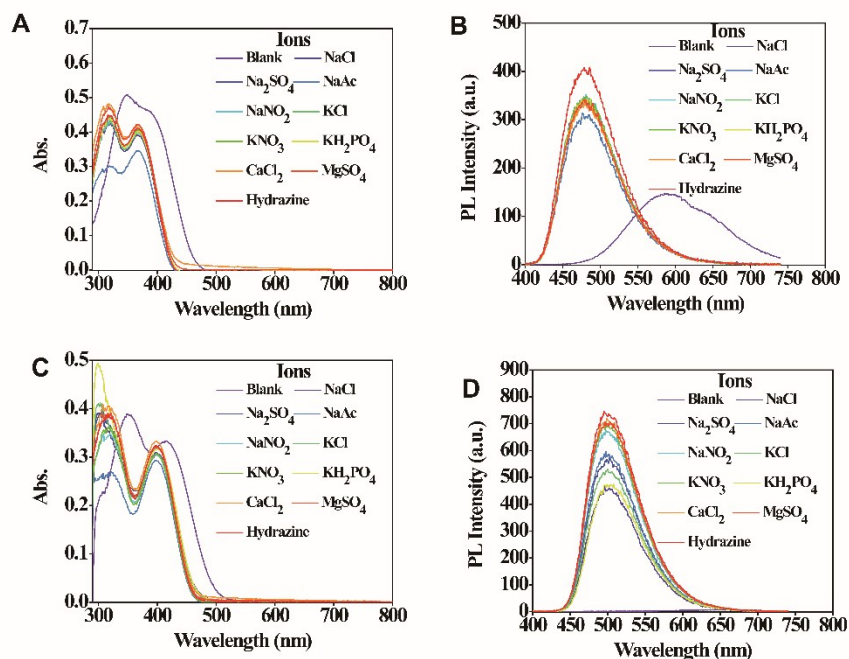 A
Abs.
0.7
0.6
0.5
0.4
0.3
0.2
0.1
0.0
300 400 500 600 700 800
Wavelength (nm)
Ions
Blank NaCl
Na2SO4 NaAc
NaNO2 KCl
KNO3 KH2PO4
CaCl2 MgSO4
Hydrazine
B
PL Intensity (a.u.)
500
400
300
200
100
0
400 450 500 550 600 650 700 750 800
Wavelength (nm)
Ions
Blank NaCl
Na2SO4 NaAc
NaNO2 KCl
KNO3 KH2PO4
CaCl2 MgSO4
Hydrazine
C
Abs.
0.5
0.4
0.3
0.2
0.1
0.0
300 400 500 600 700 800
Wavelength (nm)
Ions
Blank NaCl
Na2SO4 NaAc
NaNO2 KCl
KNO3 KH2PO4
CaCl2 MgSO4
Hydrazine
D
PL Intensity (a.u.)
900
800
700
600
500
400
300
200
100
0
400 450 500 550 600 650 700 750 800
Wavelength (nm)
Ions
Blank NaCl
Na2SO4 NaAc
NaNO2 KCl
KNO3 KH2PO4
CaCl2 MgSO4
Hydrazine